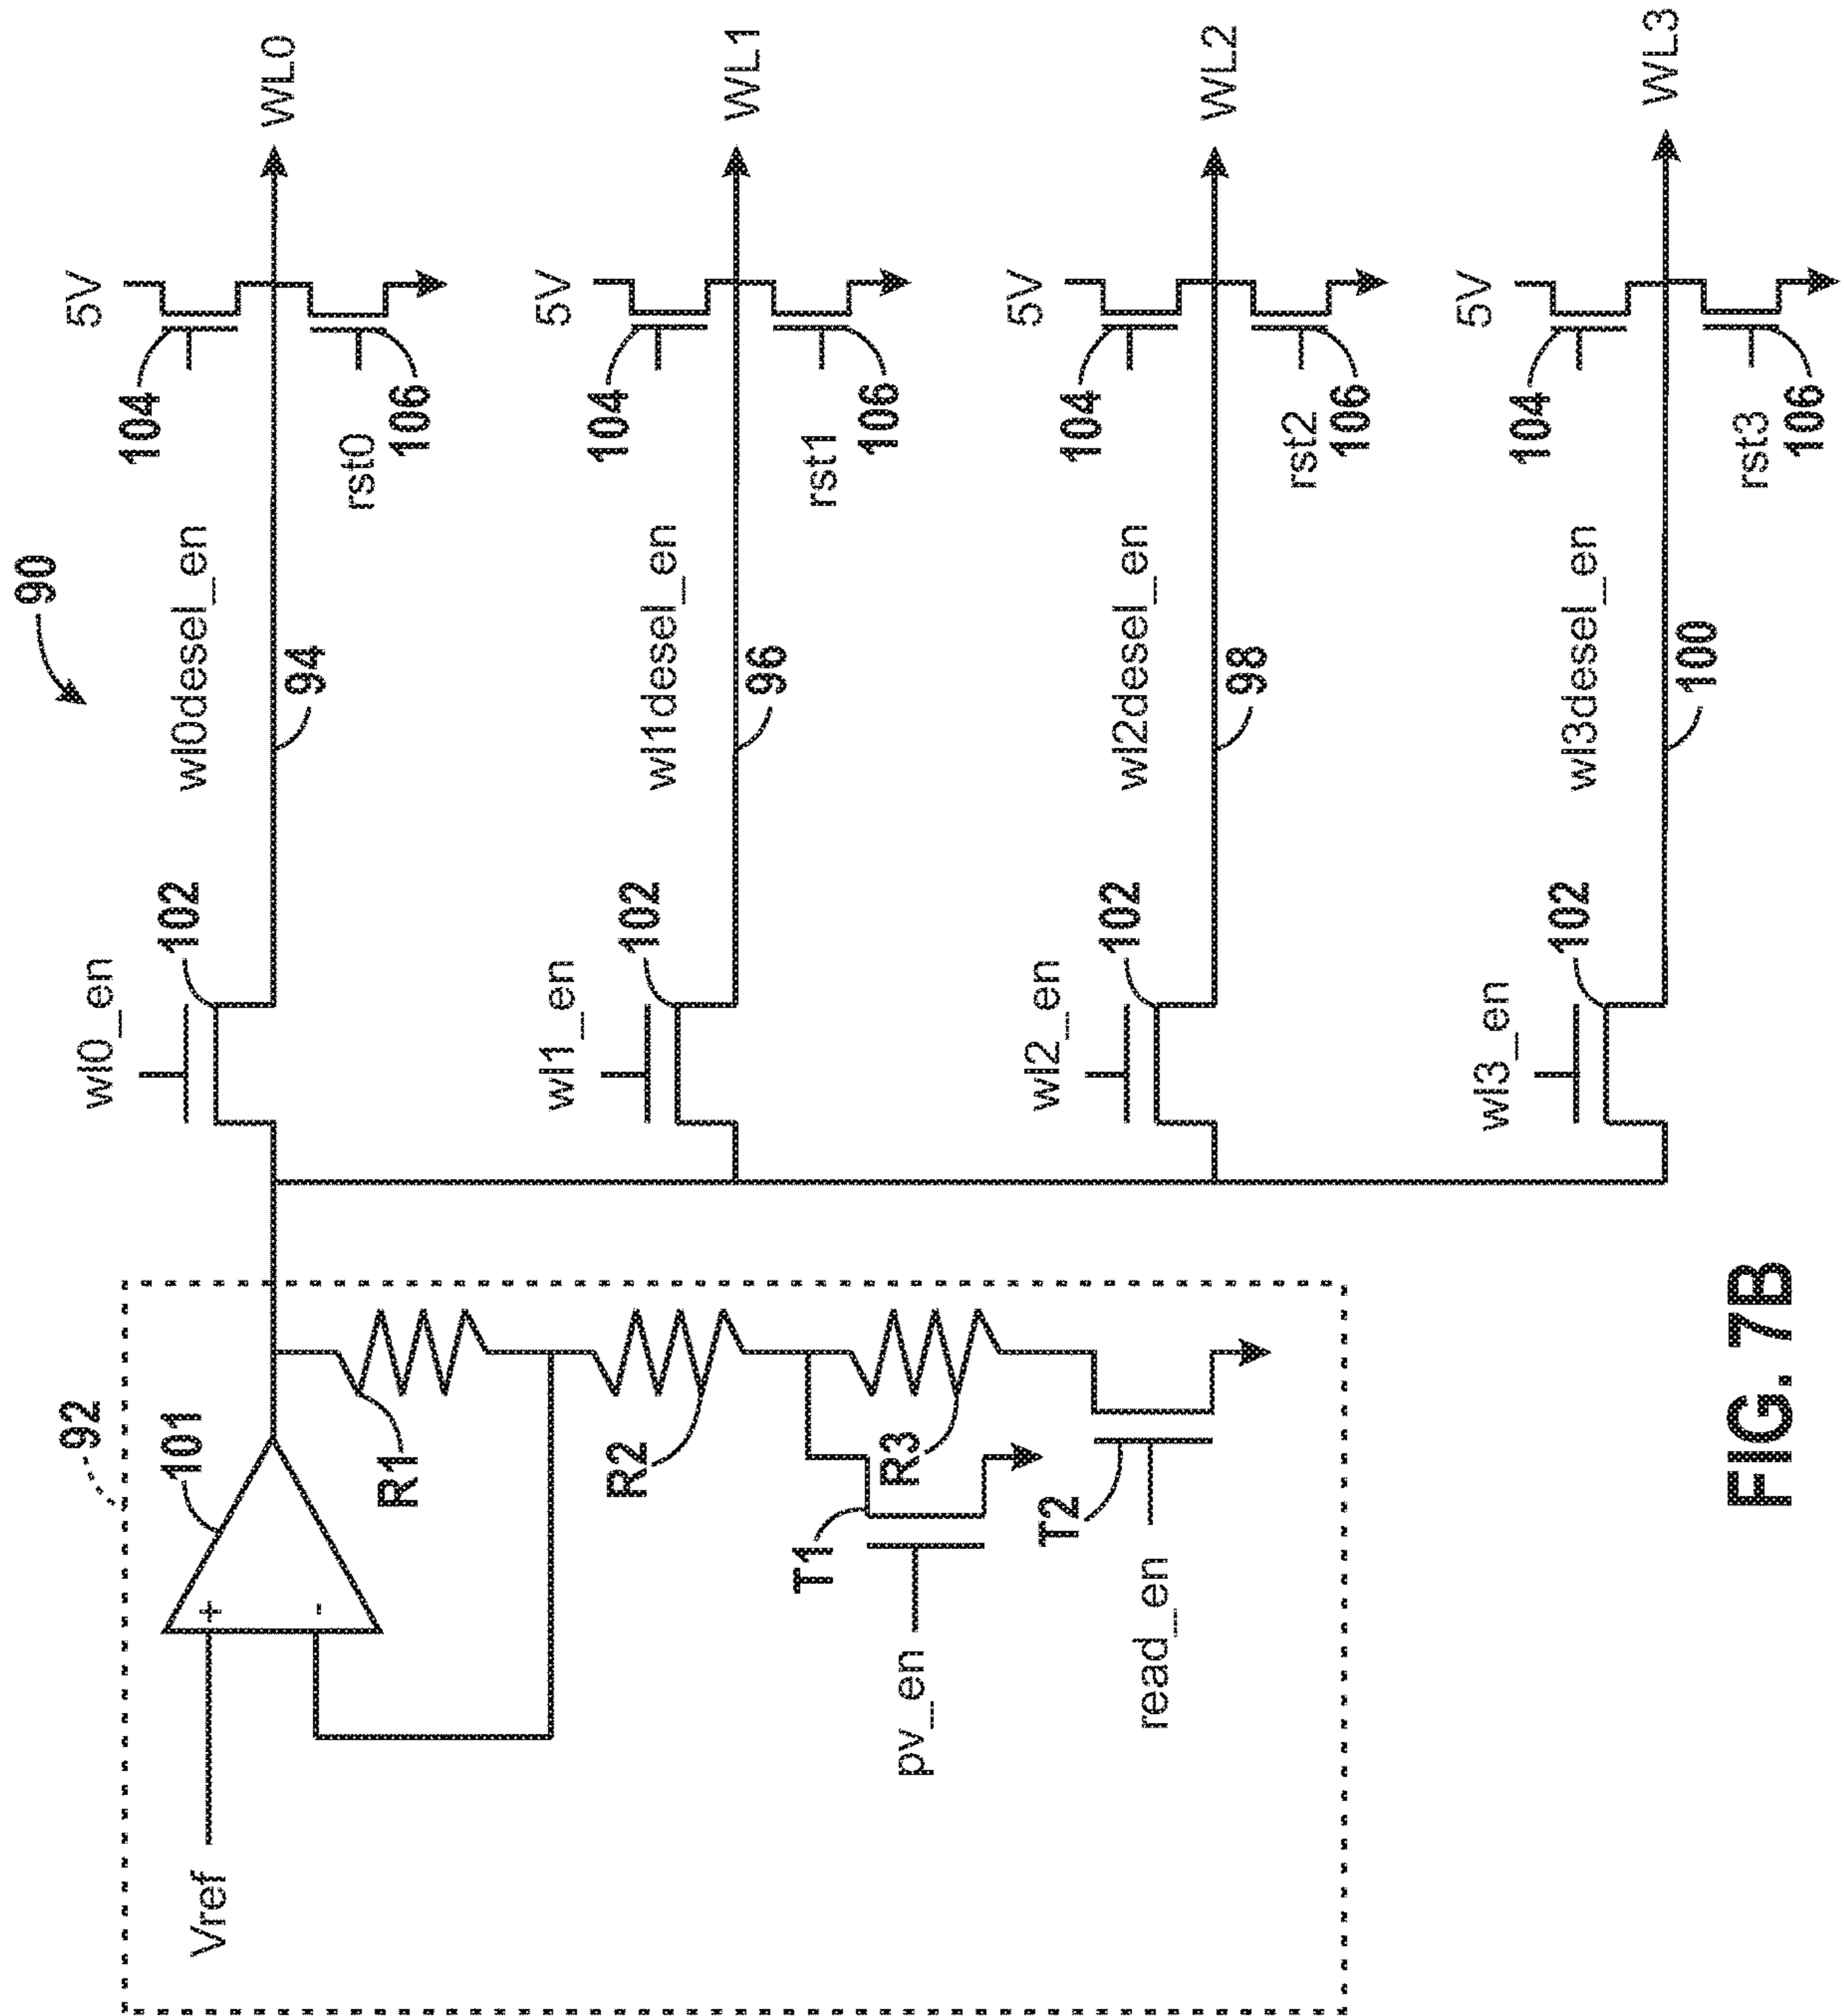 90
92
101
Vref
+
-
R1
R2
R3
T1
T2
pv_en
read_en
wl0_en
102
wl0desel_en
94
5V
104
rst0
106
WL0
wl1_en
102
wl1desel_en
96
5V
104
rst1
106
WL1
wl2_en
102
wl2desel_en
98
5V
104
rst2
106
WL2
wl3_en
102
wl3desel_en
100
5V
104
rst3
106
WL3
FIG. 7B